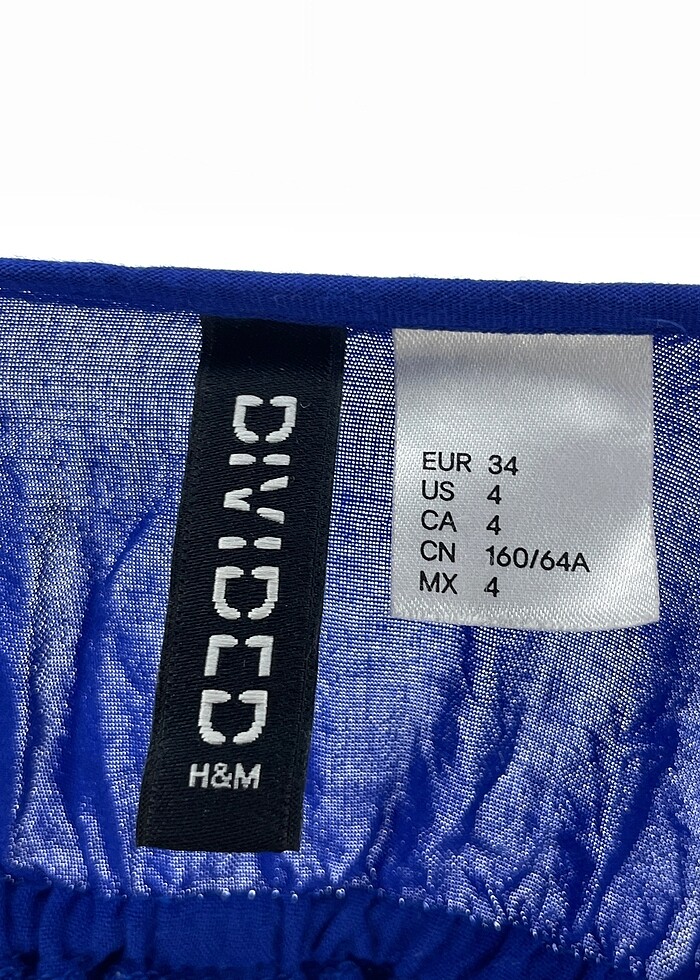 DIVIDED
H&M
EUR 34
US 4
CA 4
CN 160/64A
MX 4